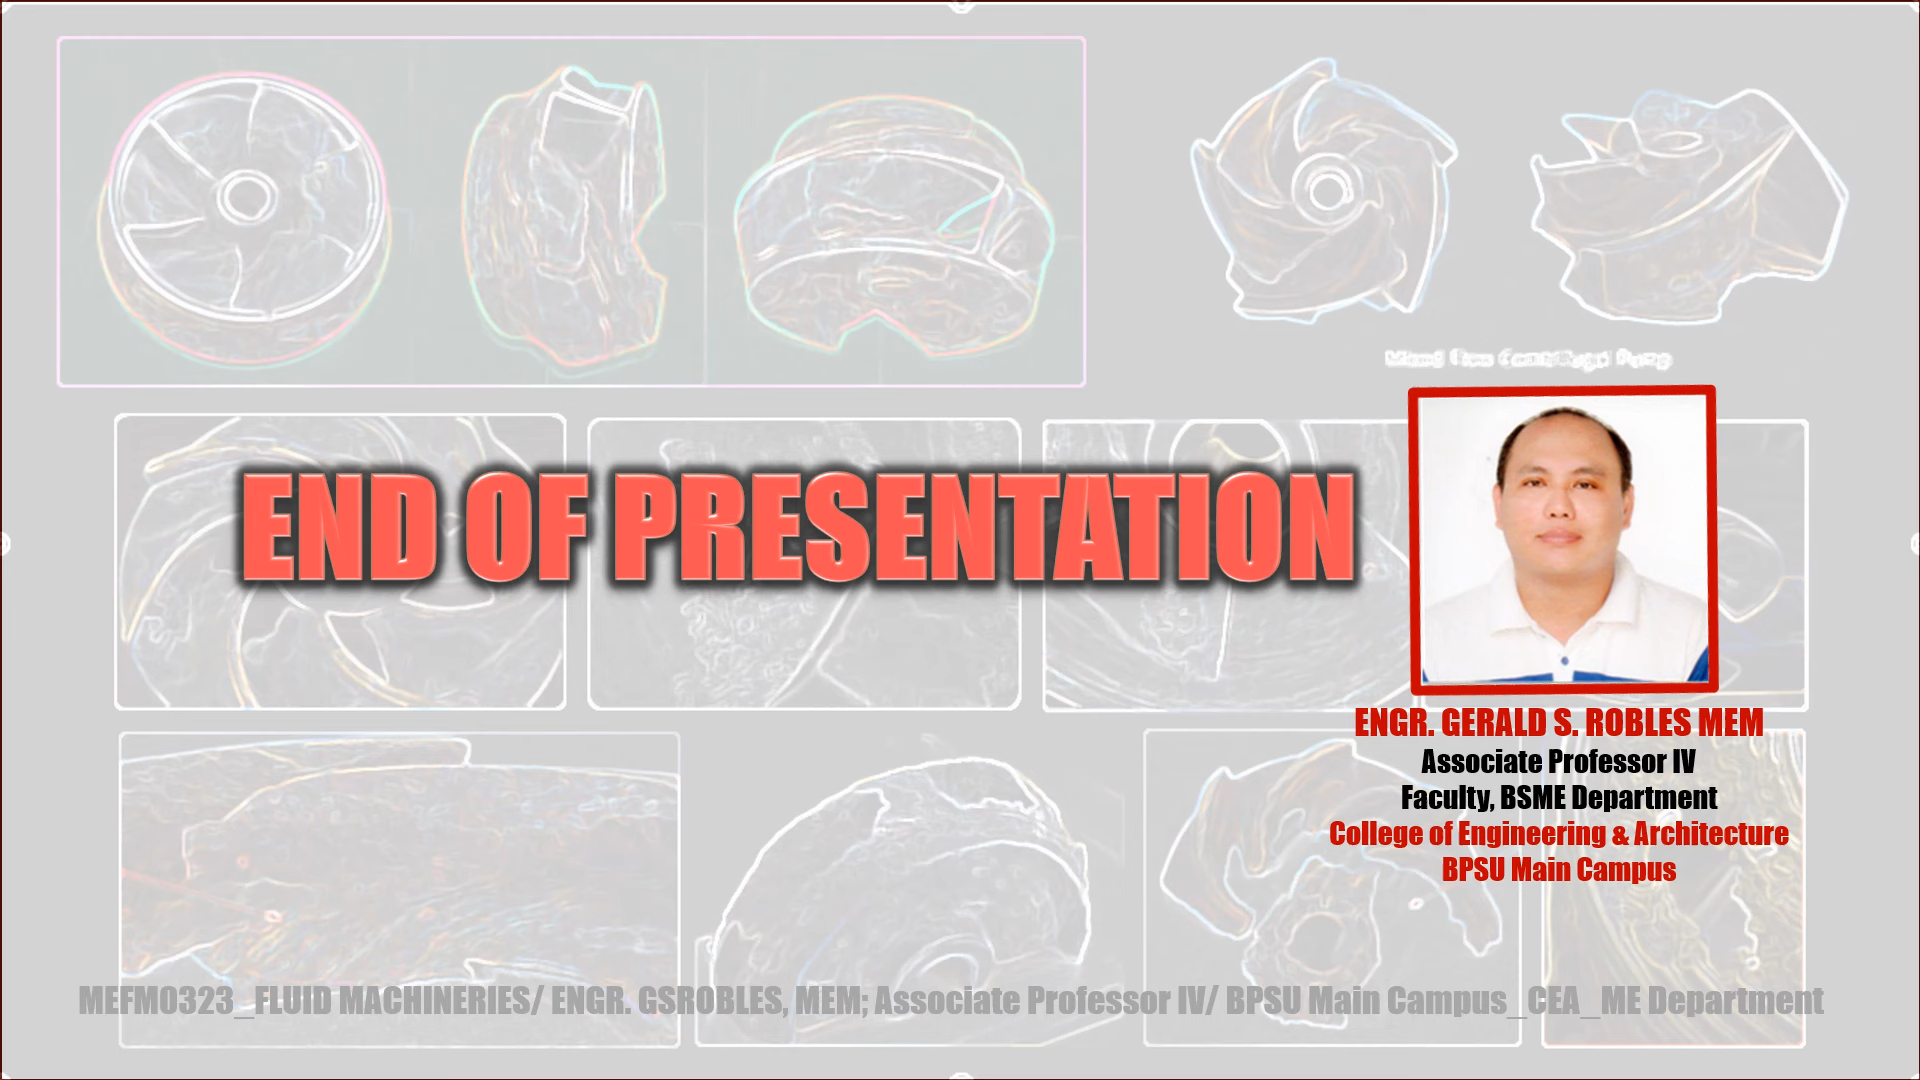 END OF PRESENTATION
ENGR. GERALD S. ROBLES MEM
Associate Professor IV
Faculty, BSME Department
College of Engineering & Architecture
BPSU Main Campus
MEFM0323_FLUID MACHINERIES/ ENGR. GSROBLES, MEM; Associate Professor IV/ BPSU Main Campus_CEA_ME Department